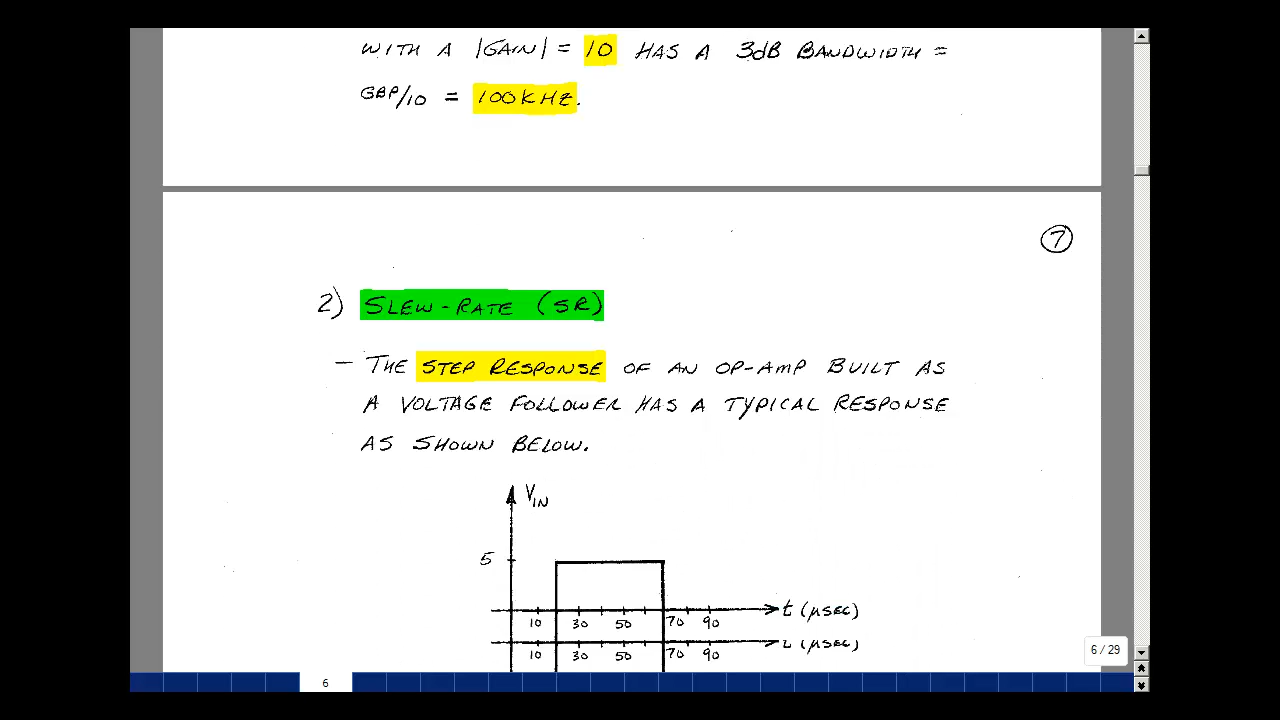 WITH A |GAIN| = 10 HAS A 3dB BANDWIDTH =
GBP/10 = 100KHZ.
7
2) SLEW-RATE (SR)
- THE STEP RESPONSE OF AN OP-AMP BUILT AS
A VOLTAGE FOLLOWER HAS A TYPICAL RESPONSE
AS SHOWN BELOW.
VIN
5
t (μSEC)
10 30 50 70 90
(μSEC)
10 30 50 70 90
6 / 29
6